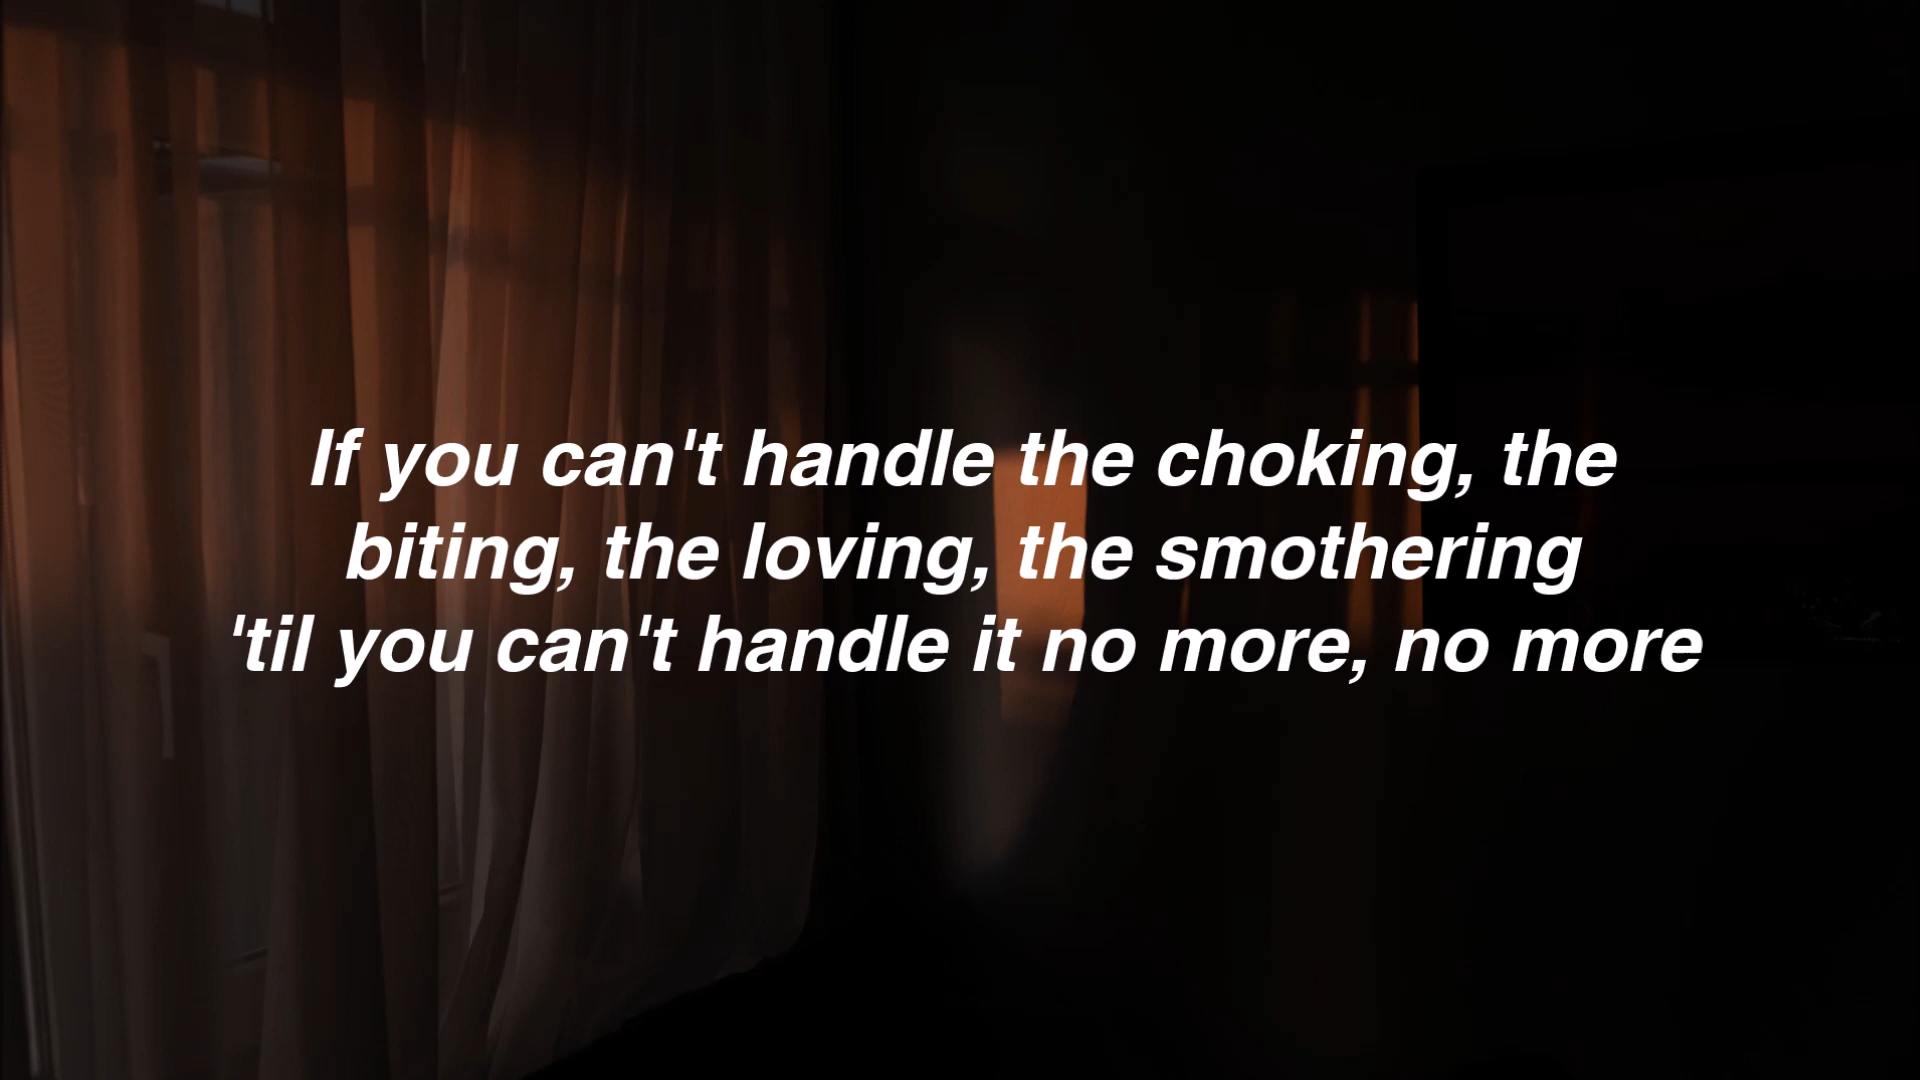 If you can't handle the choking, the
biting, the loving, the smothering
'til you can't handle it no more, no more